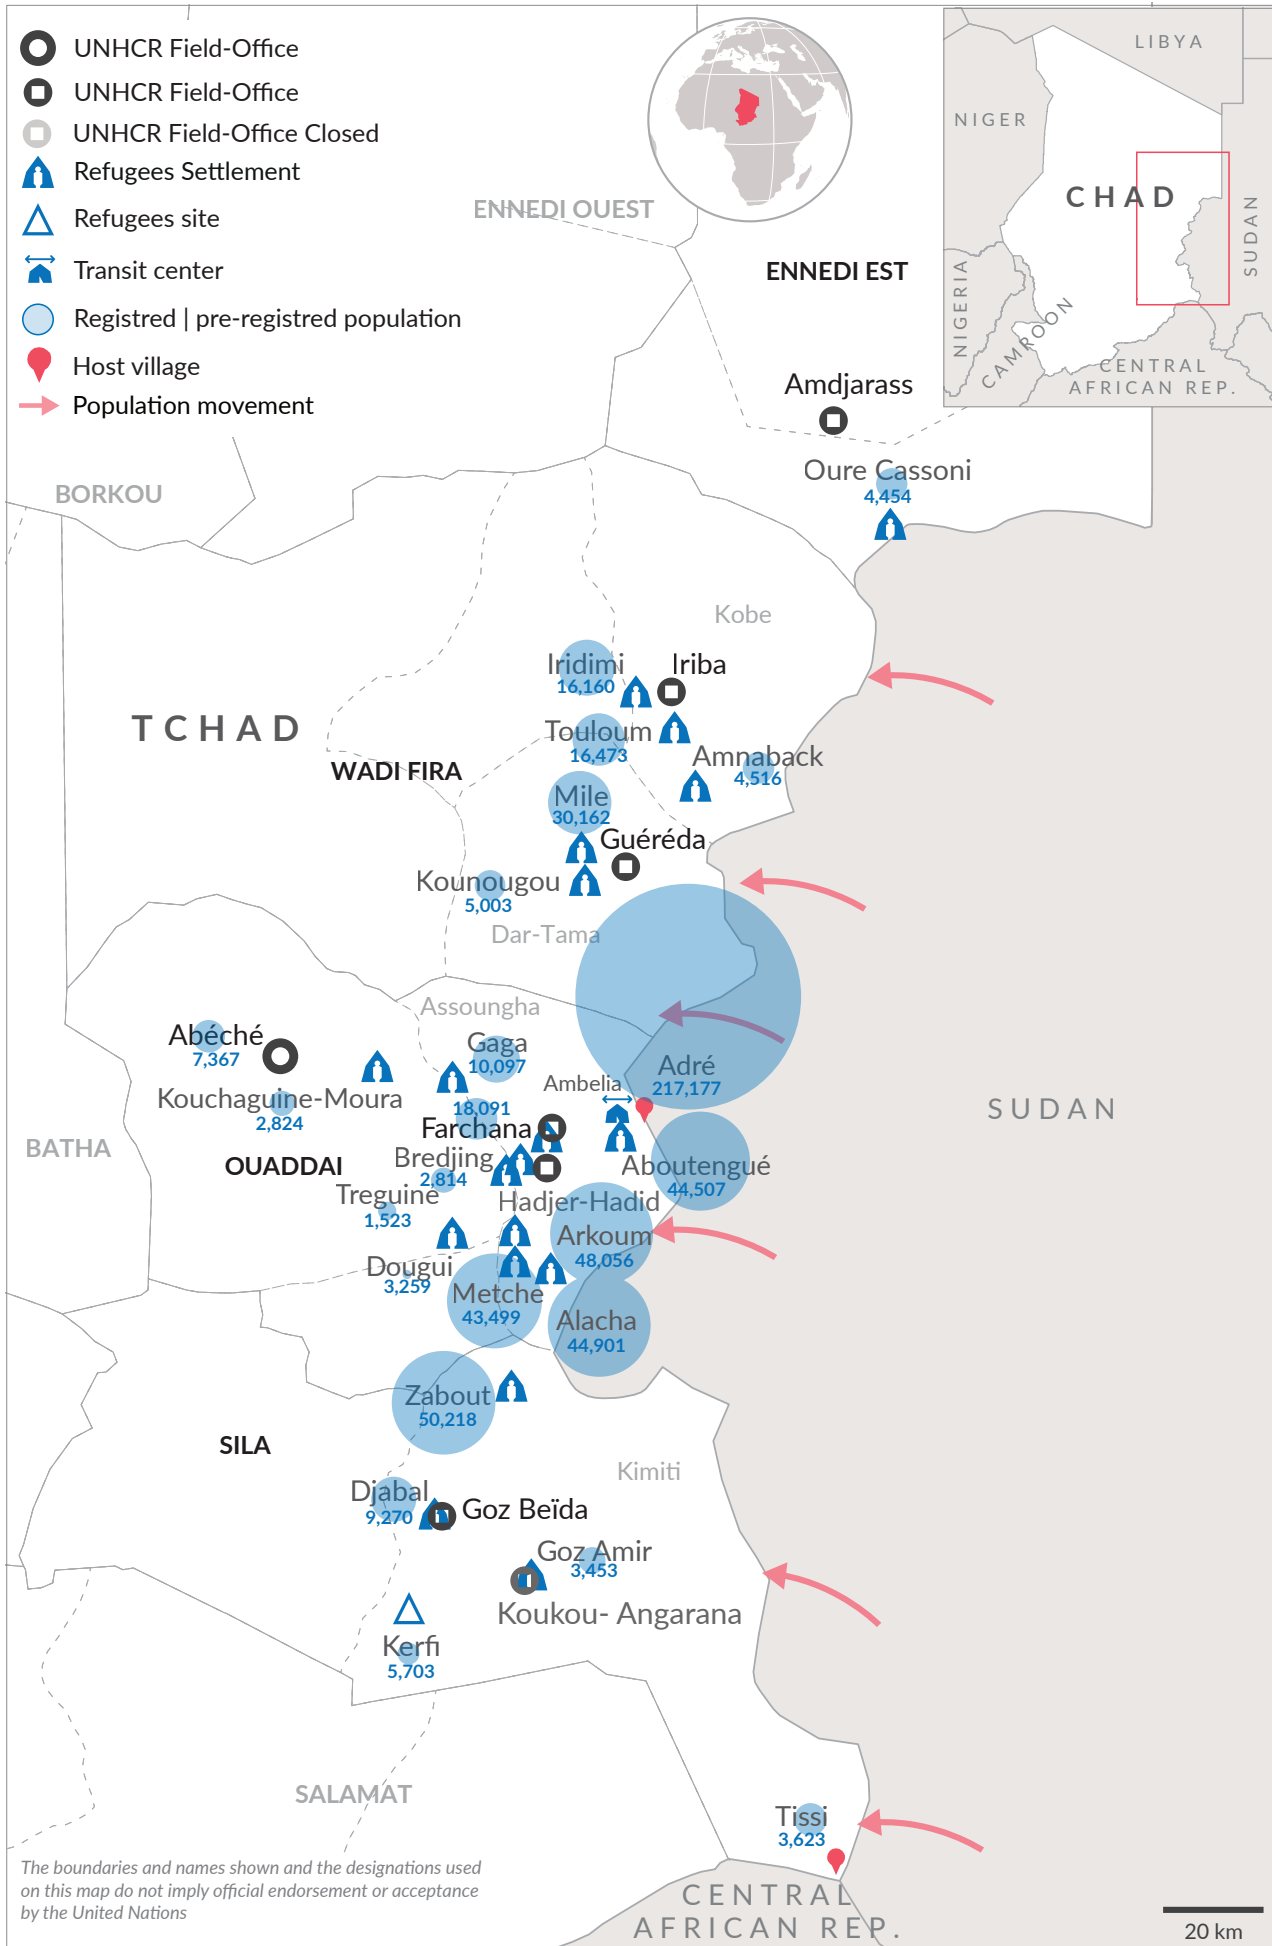 UNHCR Field-Office
UNHCR Field-Office
UNHCR Field-Office Closed
Refugees Settlement
Refugees site
Transit center
Registred | pre-registred population
Host village
Population movement
LIBYA
NIGER
CHAD
SUDAN
NIGERIA
CAMROON
CENTRAL
AFRICAN REP.
ENNEDI OUEST
ENNEDI EST
Amdjarass
Oure Cassoni
4,454
BORKOU
Kobe
Iridimi
16,160
Iriba
TCHAD
Touloum
16,473
WADI FIRA
Amnaback
4,516
Mile
30,162
Guéréda
Kounougou
5,003
Dar-Tama
Assoungha
Abéché
7,367
Gaga
10,097
Adré
217,177
Ambelia
Kouchaguine-Moura
2,824
18,091
Farchana
SUDAN
BATHA
OUADDAI
Bredjing
2,814
Aboutengué
44,507
Treguine
1,523
Hadjer-Hadid
Arkoum
48,056
Dougui
3,259
Metche
43,499
Alacha
44,901
Zabout
50,218
SILA
Kimiti
Djabal
9,270
Goz Beïda
Goz Amir
3,453
Koukou- Angarana
Kerfi
5,703
SALAMAT
Tissi
3,623
The boundaries and names shown and the designations used
on this map do not imply official endorsement or acceptance
by the United Nations
CENTRAL
AFRICAN REP.
20 km